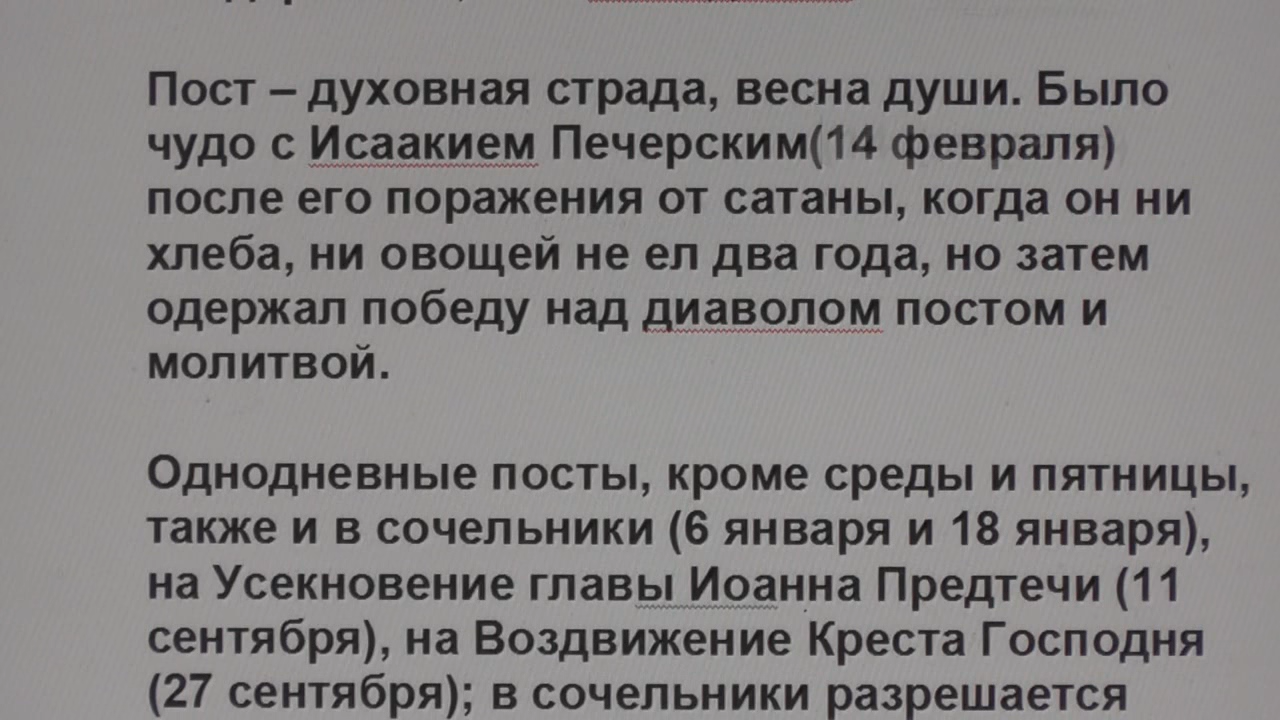 Пост – духовная страда, весна души. Было
чудо с Исаакием Печерским(14 февраля)
после его поражения от сатаны, когда он ни
хлеба, ни овощей не ел два года, но затем
одержал победу над диаволом постом и
молитвой.
Однодневные посты, кроме среды и пятницы,
также и в сочельники (6 января и 18 января),
на Усекновение главы Иоанна Предтечи (11
сентября), на Воздвижение Креста Господня
(27 сентября); в сочельники разрешается